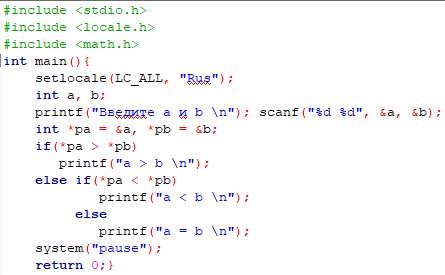 #include <stdio.h>
#include <locale.h>
#include <math.h>
int main(){
    setlocale(LC_ALL, "Rus");
    int a, b;
    printf("Введите a и b \n"); scanf("%d %d", &a, &b);
    int *pa = &a, *pb = &b;
    if(*pa > *pb)
       printf("a > b \n");
    else if(*pa < *pb)
            printf("a < b \n");
         else
            printf("a = b \n");
    system("pause");
    return 0;}